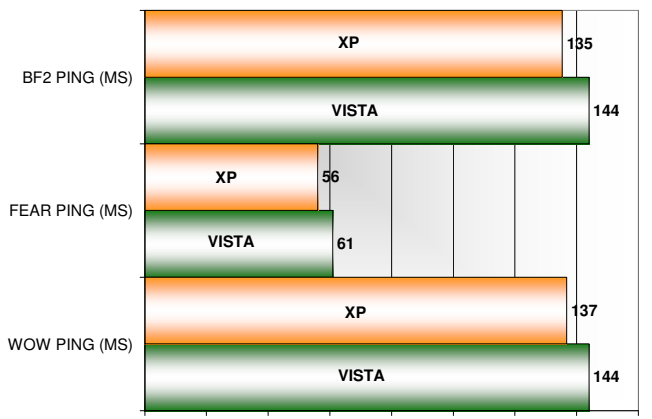 XP
135
BF2 PING (MS)
VISTA
144
XP
56
FEAR PING (MS)
VISTA
61
XP
137
WOW PING (MS)
VISTA
144